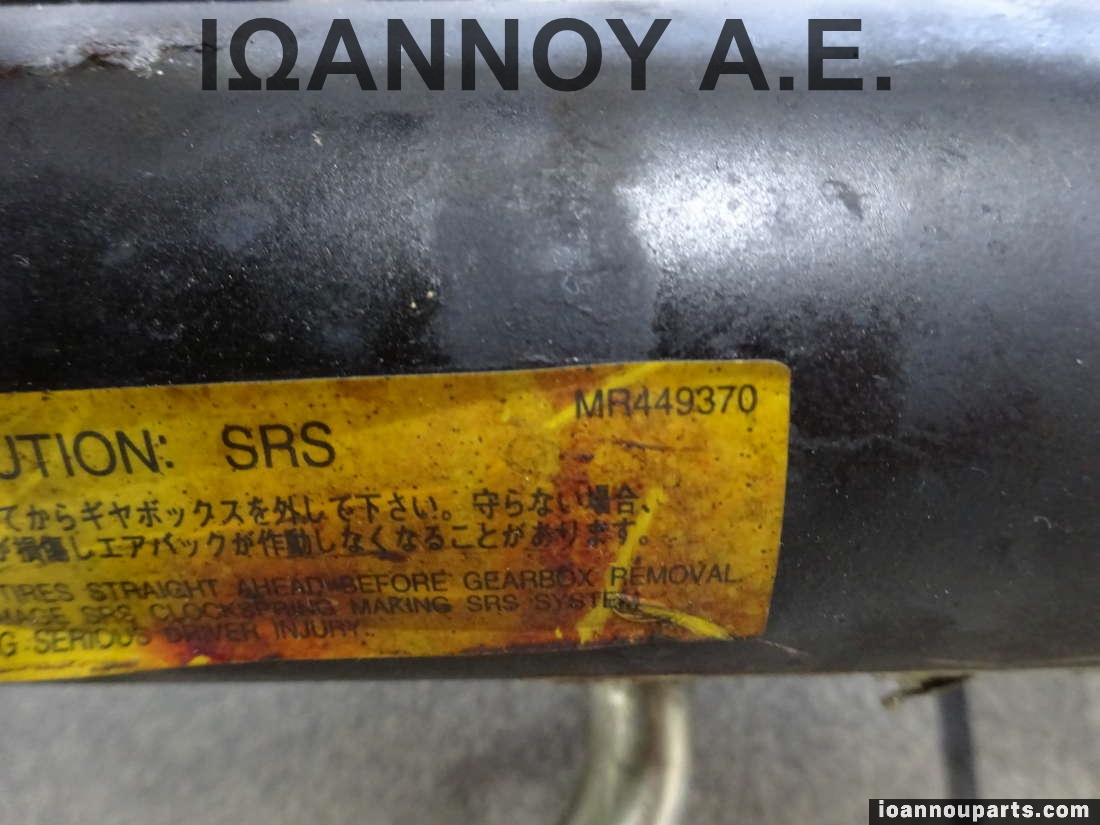 ΙΩΑΝΝΟΥ Α.Ε.
MR449370
UTION: SRS
てからギヤボックスを外して下さい。守らない場合、
損傷しエアバックが作動しなくなることがあります。
TIRES STRAIGHT AHEAD BEFORE GEARBOX REMOVAL
MAGE SRS CLOCKSPRING MAKING SRS SYSTEM
G SERIOUS DRIVER INJURY.
ioannouparts.com